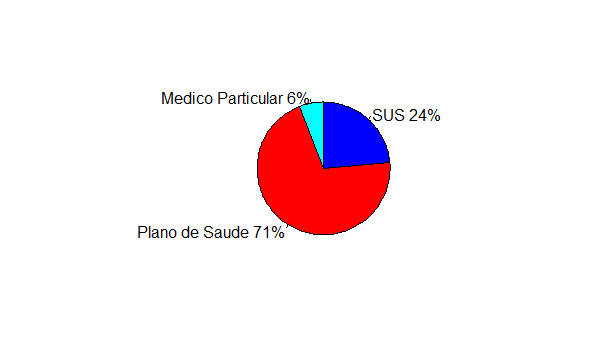 Medico Particular 6%
SUS 24%
Plano de Saude 71%